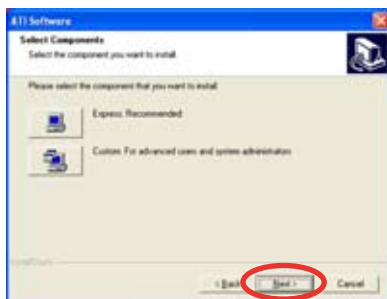 ATI Software
Select Components
Select the component you want to install.
Please select the component that you want to install
Express: Recommended
Custom: For advanced users and system administrators
< Back
Next >
Cancel